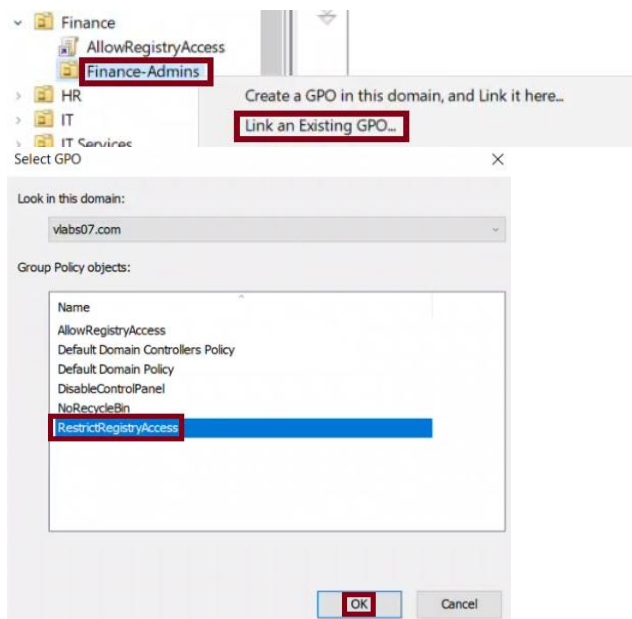 Finance
AllowRegistryAccess
Finance-Admins
HR
IT
IT Services
Create a GPO in this domain, and Link it here...
Link an Existing GPO...
Select GPO
Look in this domain:
vlabs07.com
Group Policy objects:
Name
AllowRegistryAccess
Default Domain Controllers Policy
Default Domain Policy
DisableControlPanel
NoRecycleBin
RestrictRegistryAccess
OK Cancel